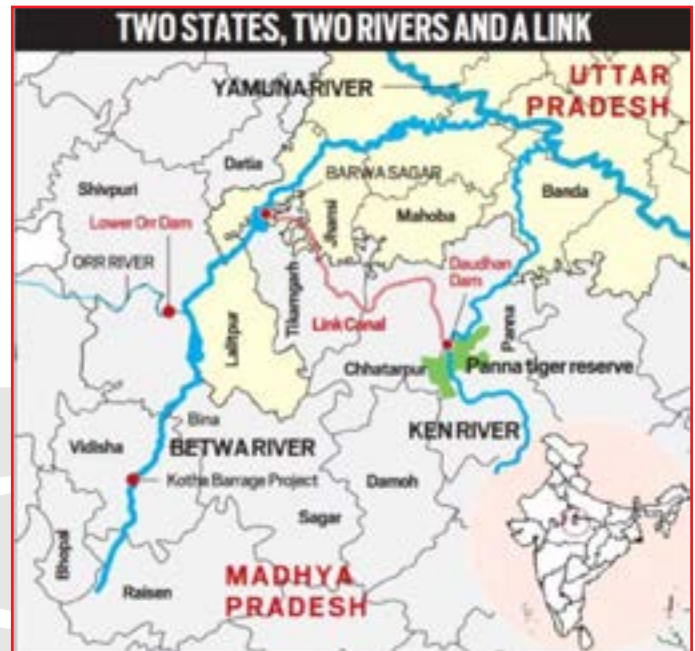 TWO STATES, TWO RIVERS AND A LINK
YAMUNA RIVER
UTTAR
PRADESH
Datia
BARWA SAGAR
Shivpuri
Banda
Lower Orr Dam
Jhansi
Mahoba
ORR RIVER
Daudhan
Dam
Tikamgarh
Link Canal
Lalitpur
Panna
Chhatarpur
Panna tiger reserve
Bina
Vidisha
BETWA RIVER
KEN RIVER
Kotha Barrage Project
Damoh
Sagar
Bhopal
MADHYA
PRADESH
Raisen